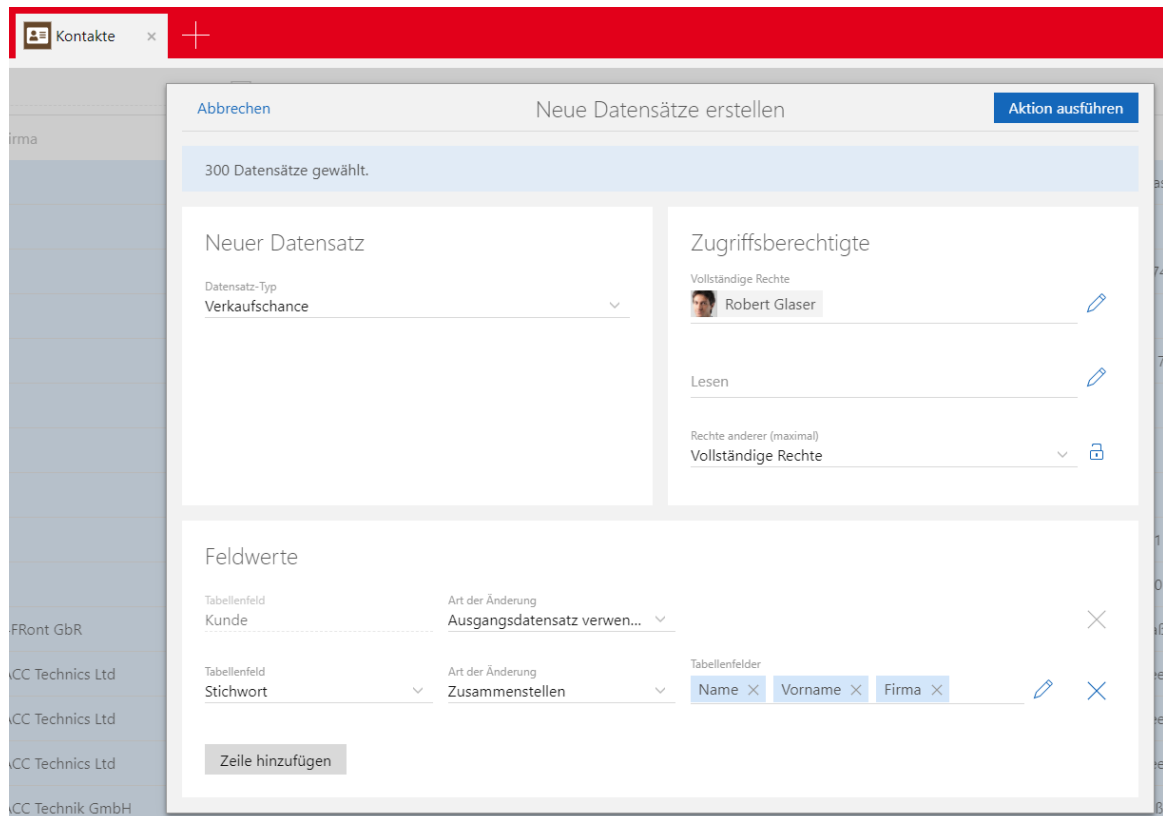 Kontakte
Abbrechen
Neue Datensätze erstellen
Aktion ausführen
300 Datensätze gewählt.
Neuer Datensatz
Datensatz-Typ
Verkaufschance
Zugriffsberechtigte
Vollständige Rechte
Robert Glaser
Lesen
Rechte anderer (maximal)
Vollständige Rechte
Feldwerte
Tabellenfeld
Kunde
Art der Änderung
Ausgangsdatensatz verwen...
Tabellenfeld
Stichwort
Art der Änderung
Zusammenstellen
Tabellenfelder
Name Vorname Firma
Zeile hinzufügen
irma
-FRont GbR
ACC Technics Ltd
ACC Technics Ltd
ACC Technics Ltd
ACC Technik GmbH